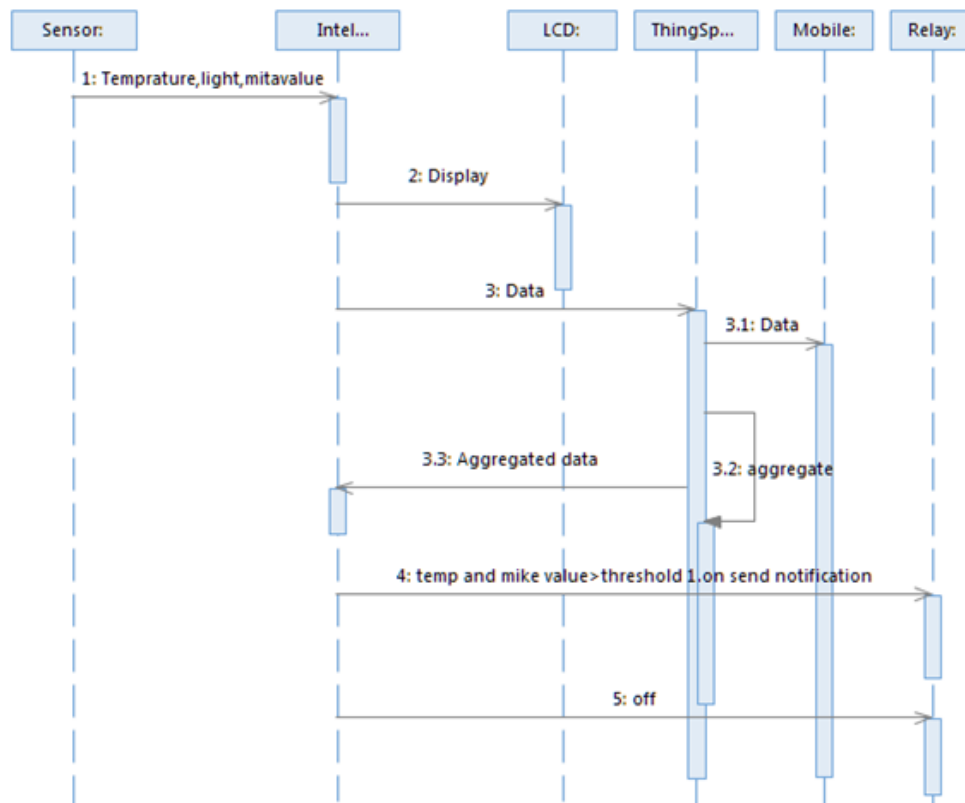 Sensor:
Intel...
LCD:
ThingSp...
Mobile:
Relay:
1: Temprature,light,mitavalue
2: Display
3: Data
3.1: Data
3.3: Aggregated data
3.2: aggregate
4: temp and mike value>threshold 1.on send notification
5: off